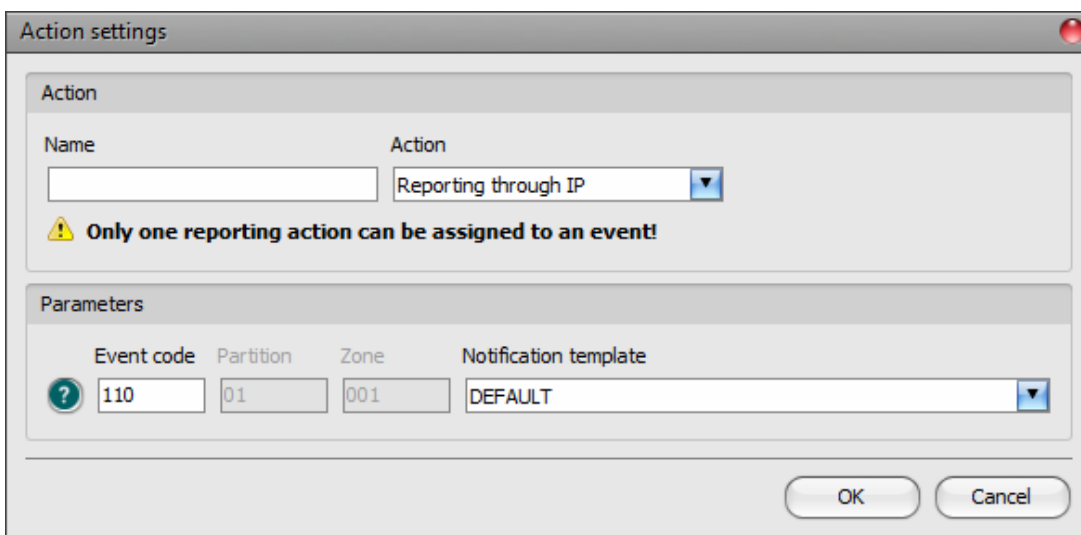 Action settings
Action
Name Action
Reporting through IP
Only one reporting action can be assigned to an event!
Parameters
Event code Partition Zone Notification template
? 110 01 001 DEFAULT
OK Cancel